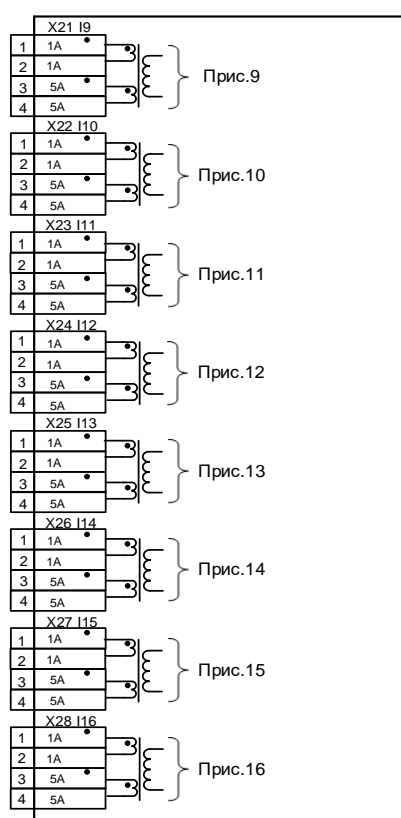 X21 I9
1 1A
2 1A
3 5A
4 5A
Прис.9
X22 I10
1 1A
2 1A
3 5A
4 5A
Прис.10
X23 I11
1 1A
2 1A
3 5A
4 5A
Прис.11
X24 I12
1 1A
2 1A
3 5A
4 5A
Прис.12
X25 I13
1 1A
2 1A
3 5A
4 5A
Прис.13
X26 I14
1 1A
2 1A
3 5A
4 5A
Прис.14
X27 I15
1 1A
2 1A
3 5A
4 5A
Прис.15
X28 I16
1 1A
2 1A
3 5A
4 5A
Прис.16